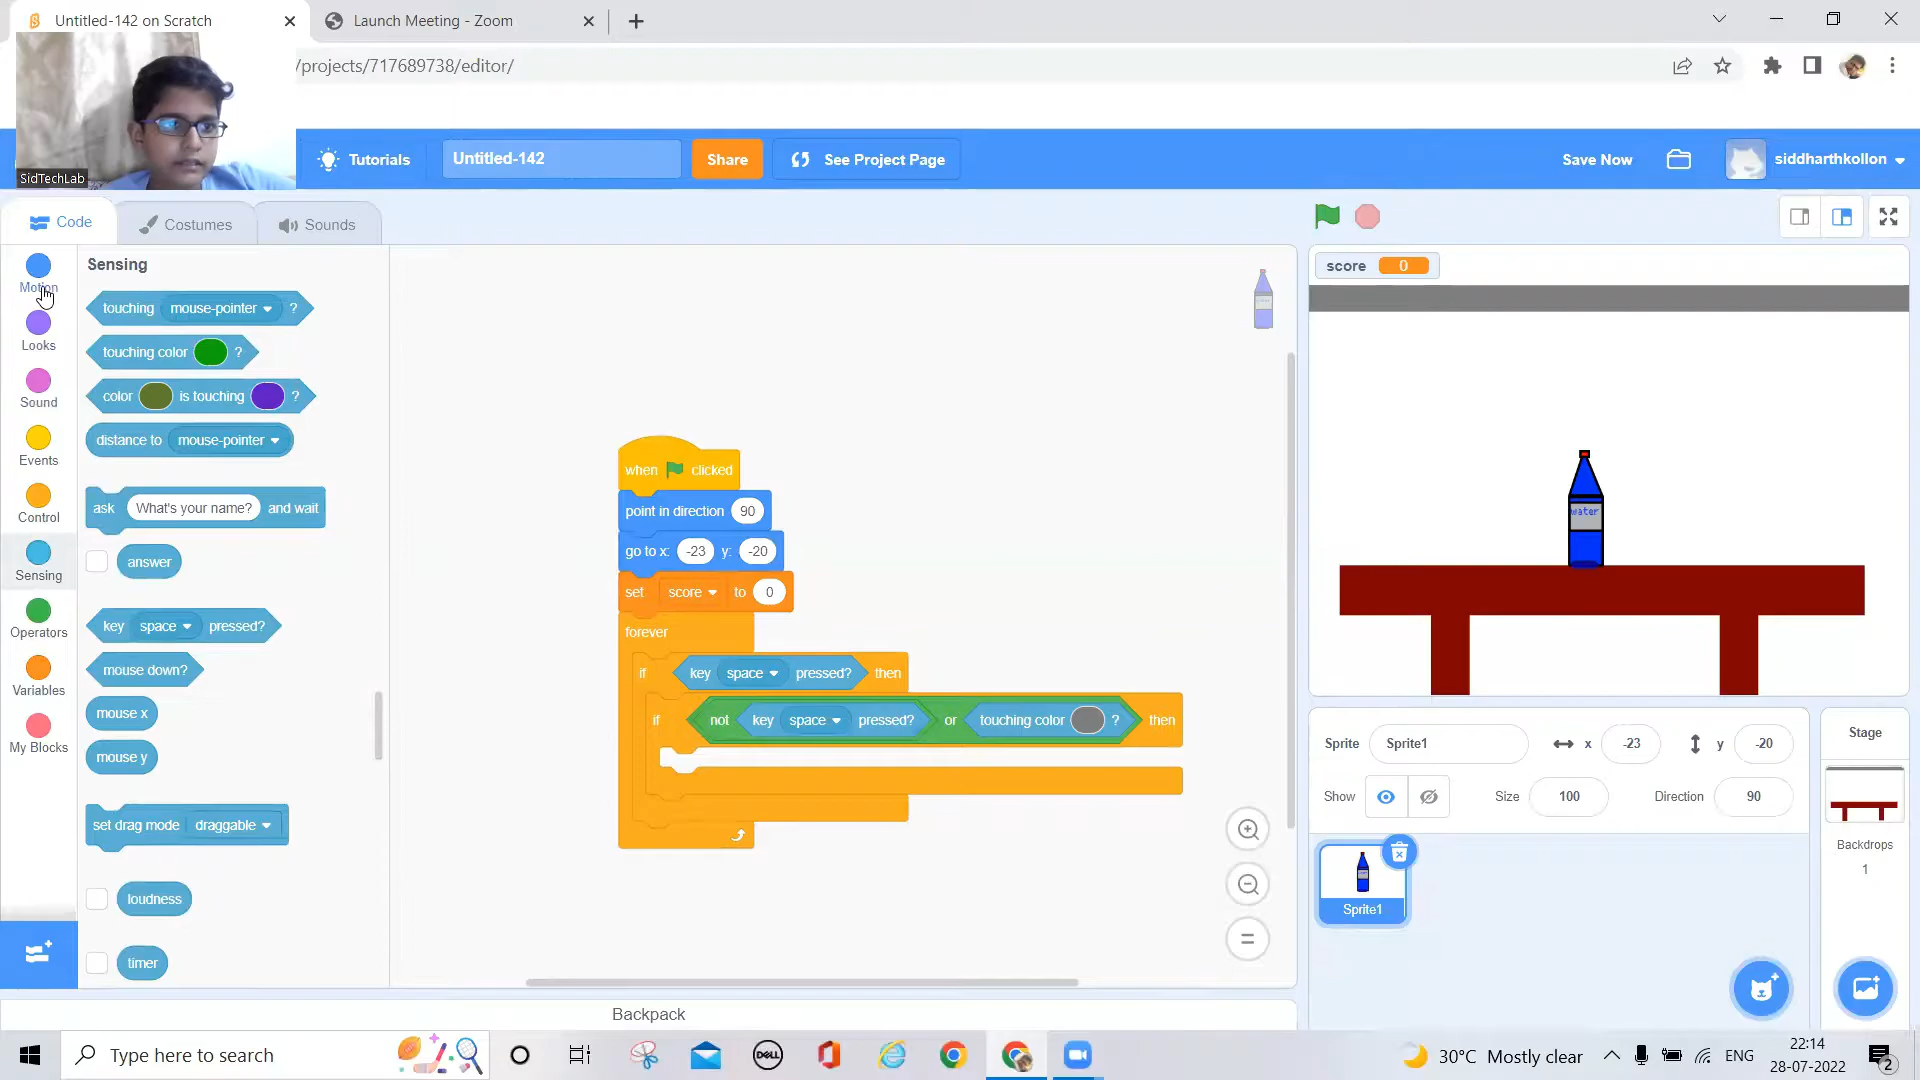 Untitled-142 on Scratch
Launch Meeting - Zoom
/projects/717689738/editor/
SidTechLab
Tutorials
Untitled-142
Share
See Project Page
Save Now
siddharthkollon
Code
Costumes
Sounds
Motion
Looks
Sound
Events
Control
Sensing
Operators
Variables
My Blocks
Sensing
touching mouse-pointer ?
touching color ?
color is touching ?
distance to mouse-pointer
ask What's your name? and wait
answer
key space pressed?
mouse down?
mouse x
mouse y
set drag mode draggable
loudness
timer
when clicked
point in direction 90
go to x: -23 y: -20
set score to 0
forever
if key space pressed? then
if not key space pressed? or touching color ? then
score 0
water
Sprite Sprite1 x -23 y -20
Show Size 100 Direction 90
Sprite1
Stage
Backdrops
1
Backpack
Type here to search
DELL
30°C Mostly clear
ENG
22:14
28-07-2022
2